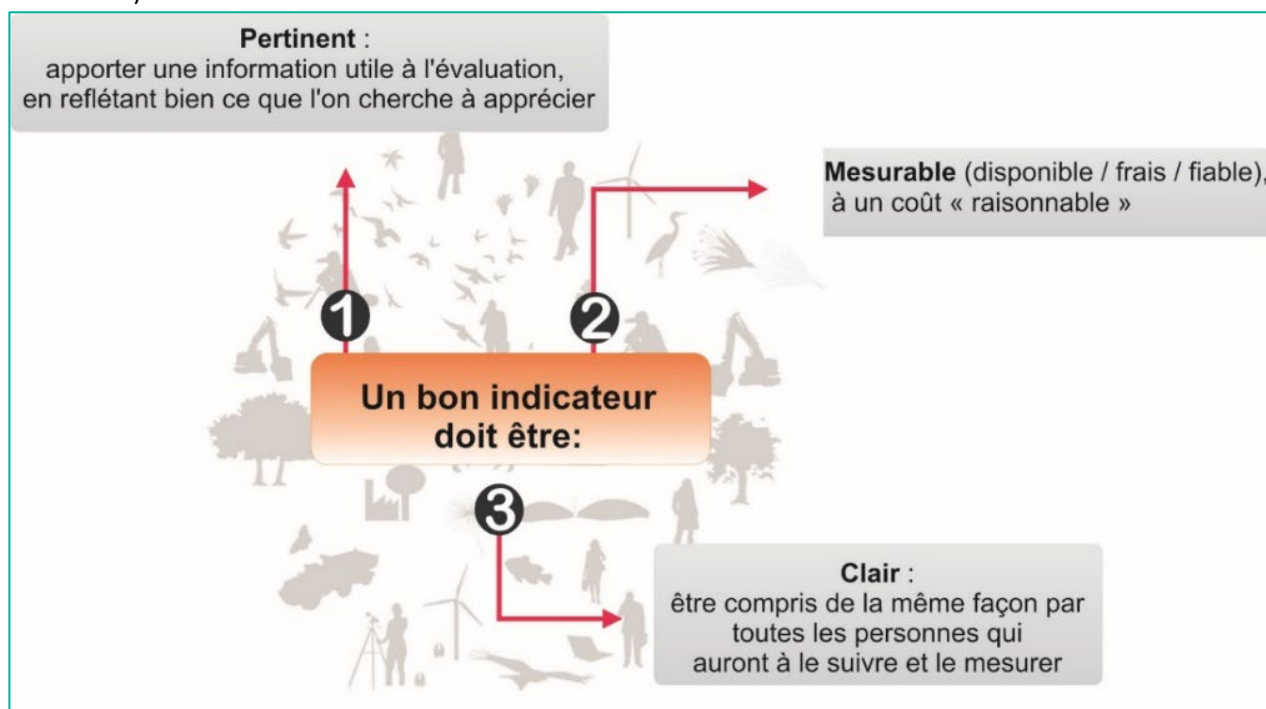 Pertinent :
apporter une information utile à l'évaluation,
en reflétant bien ce que l'on cherche à apprécier
Mesurable (disponible / frais / fiable),
à un coût « raisonnable »
1
2
Un bon indicateur
doit être:
3
Clair :
être compris de la même façon par
toutes les personnes qui
auront à le suivre et le mesurer